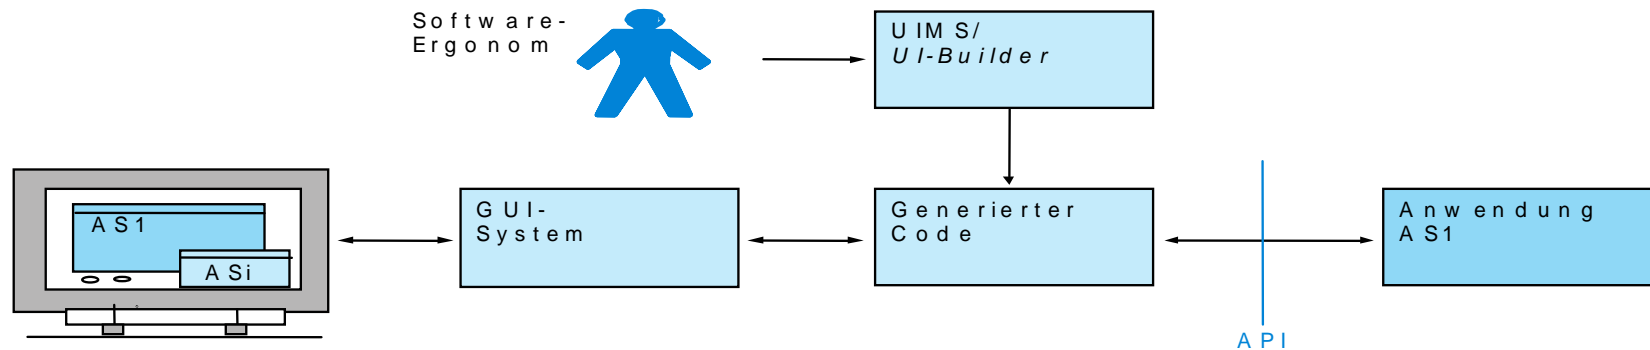 Software-
Ergonom
UIMS/
UI-Builder
AS1
ASi
GUI-
System
Generierter
Code
Anwendung
AS1
API